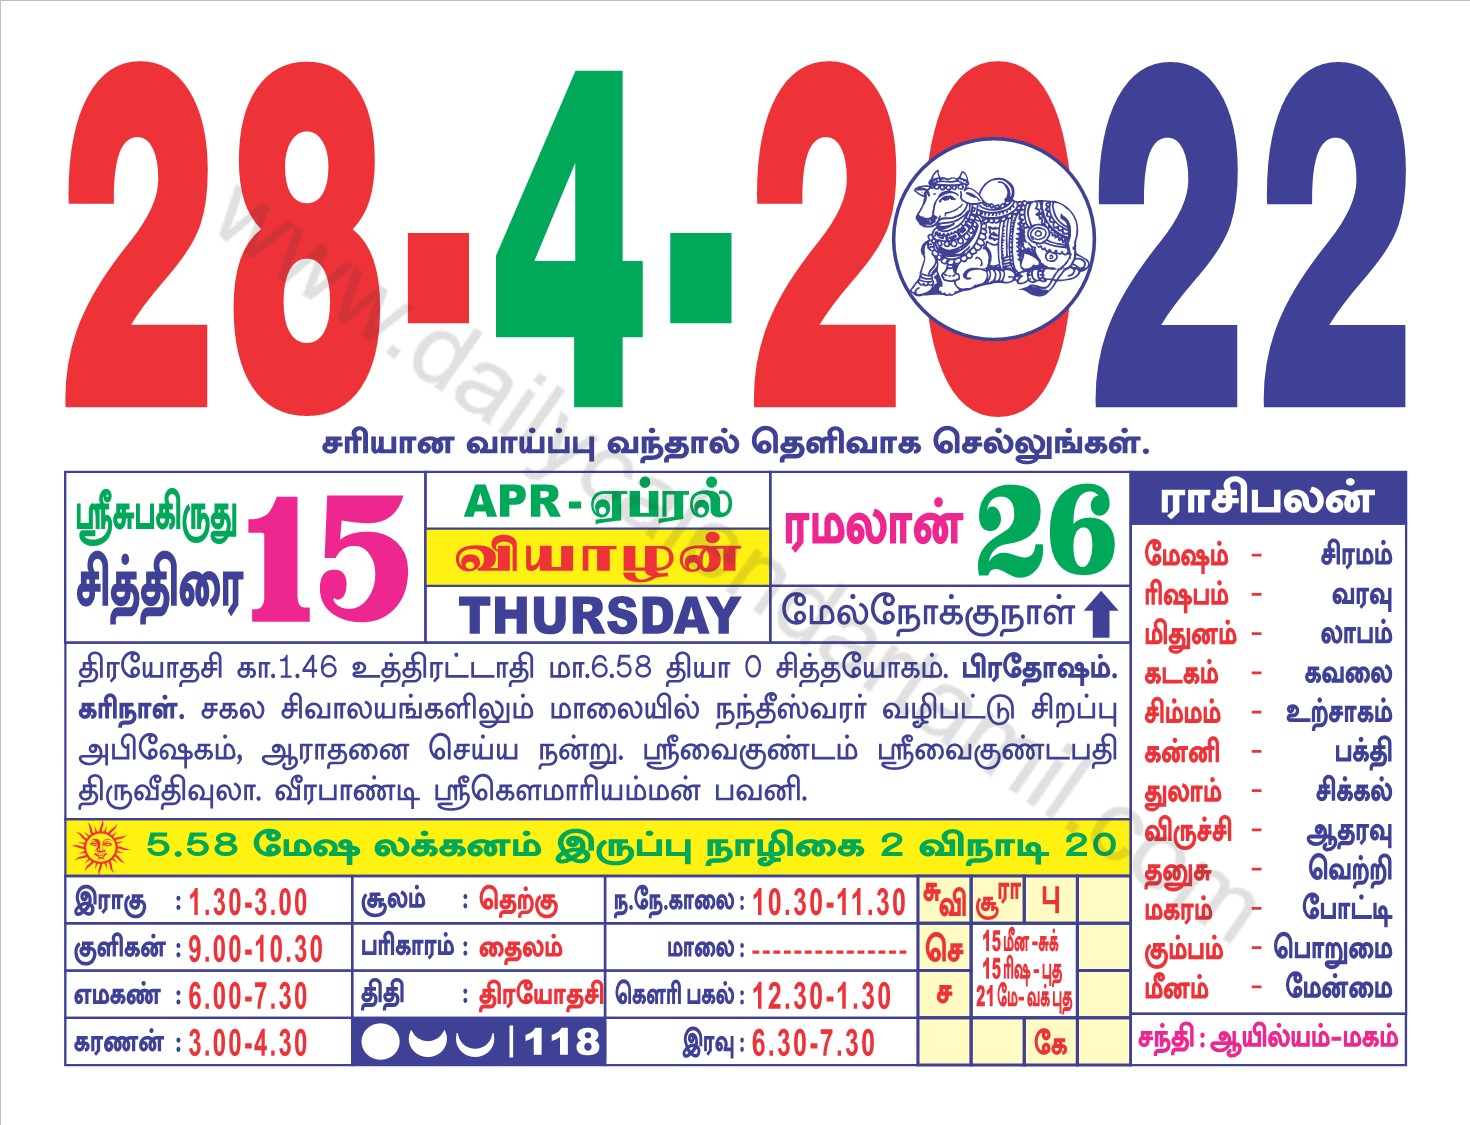 28-4-2022
சரியான வாய்ப்பு வந்தால் தெளிவாக செல்லுங்கள்.
ஸ்ரீசுபகிருது
சித்திரை 15
APR - ஏப்ரல்
வியாழன்
THURSDAY
ரமலான் 26
மேல்நோக்குநாள்
திரயோதசி கா.1.46 உத்திரட்டாதி மா.6.58 தியா 0 சித்தயோகம். பிரதோஷம்.
கரிநாள். சகல சிவாலயங்களிலும் மாலையில் நந்தீஸ்வரர் வழிபட்டு சிறப்பு
அபிஷேகம், ஆராதனை செய்ய நன்று. ஸ்ரீவைகுண்டம் ஸ்ரீவைகுண்டபதி
திருவீதிவுலா. வீரபாண்டி ஸ்ரீகௌமாரியம்மன் பவனி.
5.58 மேஷ லக்கனம் இருப்பு நாழிகை 2 விநாடி 20
இராகு : 1.30-3.00
குளிகன் : 9.00-10.30
எமகண் : 6.00-7.30
கரணன் : 3.00-4.30
சூலம் : தெற்கு
பரிகாரம் : தைலம்
திதி : திரயோதசி
|118
ந.நே.காலை : 10.30-11.30
மாலை : ---------------
கௌரி பகல் : 12.30-1.30
இரவு : 6.30-7.30
சு வி சூ ரா பு
செ
ச
15 மீன - சுக்
15 ரிஷ - புத
21 மே - வக் புத
கே
ராசிபலன்
மேஷம் - சிரமம்
ரிஷபம் - வரவு
மிதுனம் - லாபம்
கடகம் - கவலை
சிம்மம் - உற்சாகம்
கன்னி - பக்தி
துலாம் - சிக்கல்
விருச்சி - ஆதரவு
தனுசு - வெற்றி
மகரம் - போட்டி
கும்பம் - பொறுமை
மீனம் - மேன்மை
சந்தி : ஆயில்யம்-மகம்
www.dailycalendartamil.com